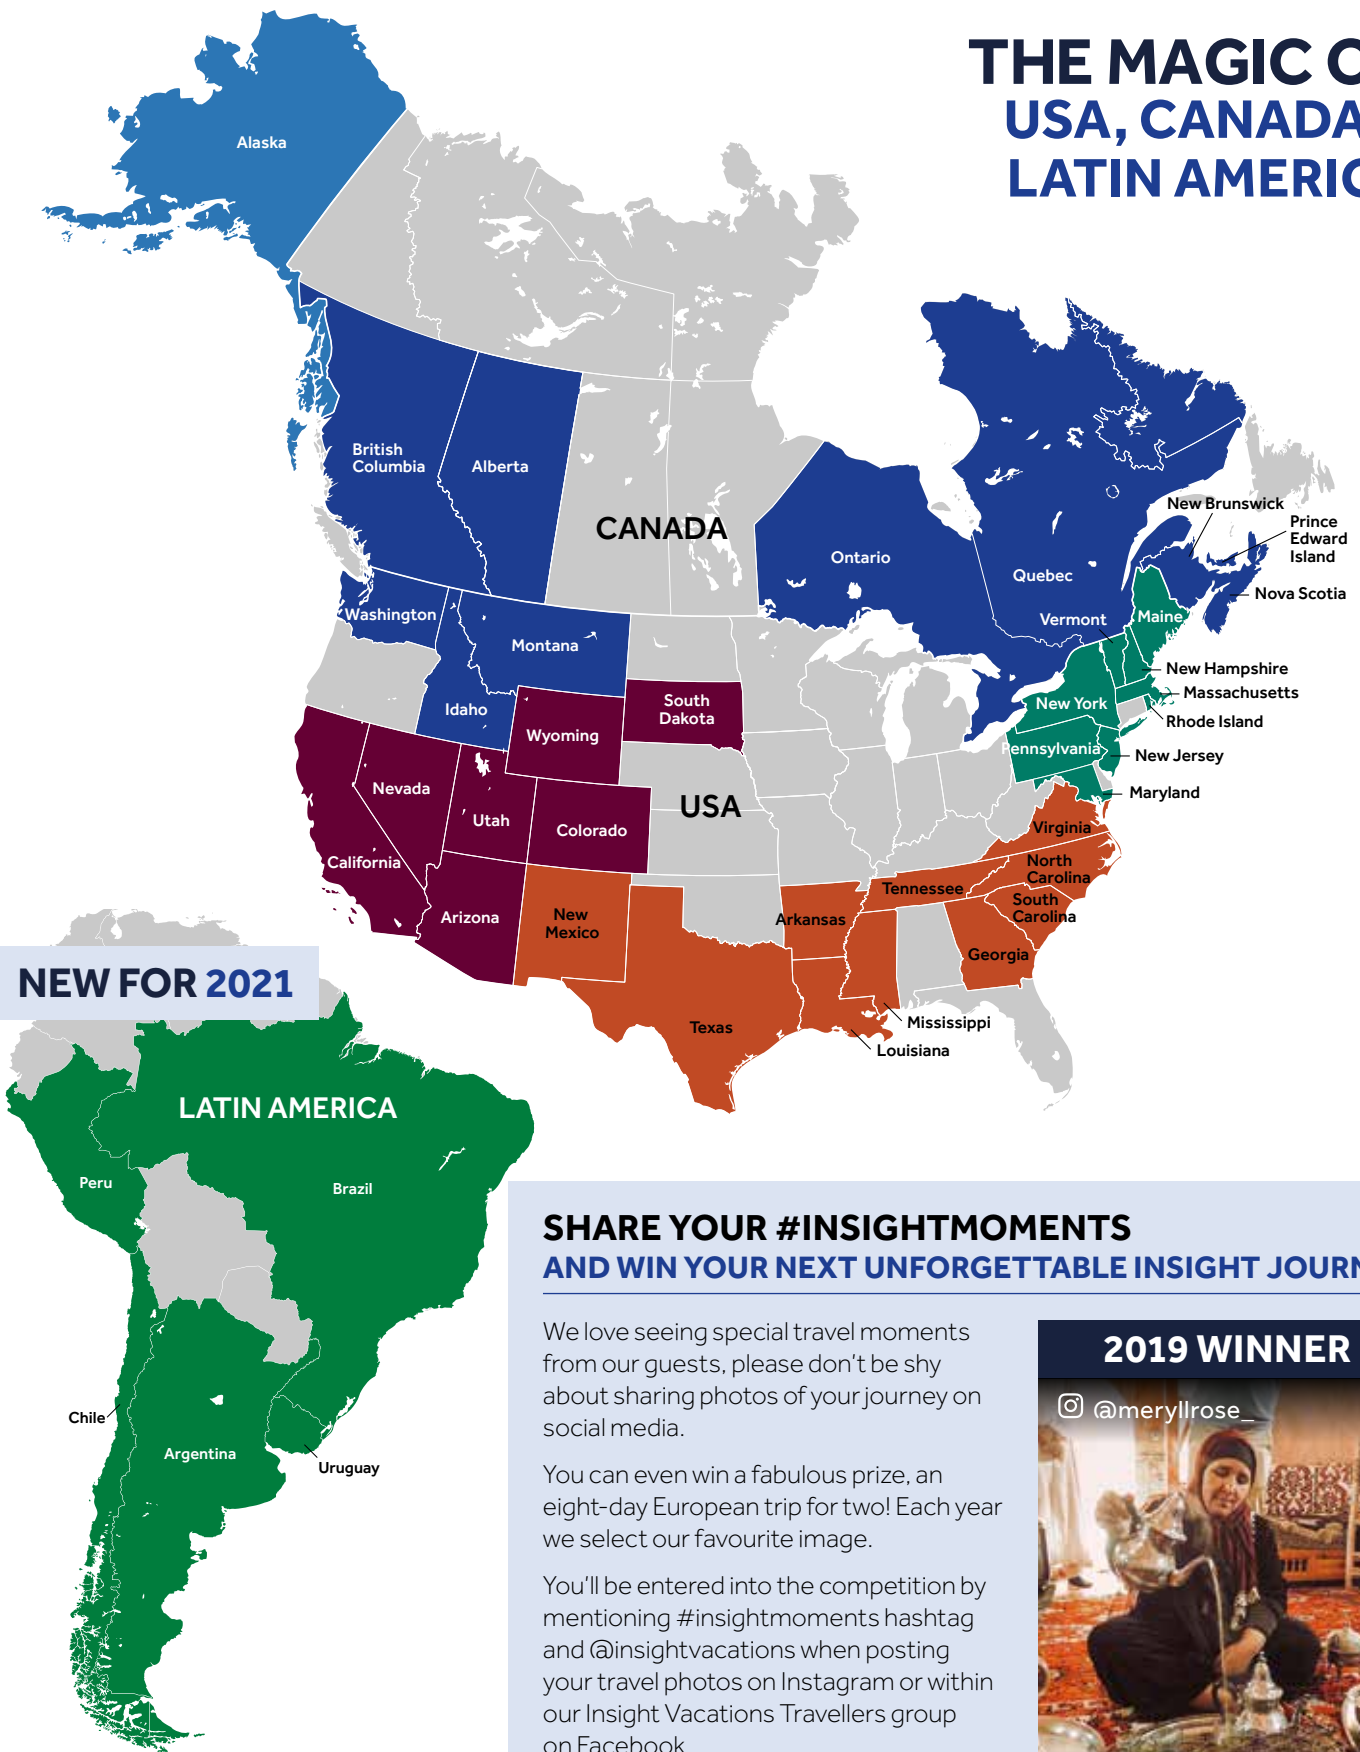 THE MAGIC O
USA, CANADA
LATIN AMERIC
Alaska
British
Columbia
Alberta
CANADA
Ontario
Quebec
New Brunswick
Prince
Edward
Island
Nova Scotia
Washington
Montana
Idaho
Vermont
Maine
New Hampshire
Massachusetts
Rhode Island
New York
Pennsylvania
New Jersey
Maryland
South
Dakota
Wyoming
Nevada
Utah
Colorado
California
Arizona
USA
Virginia
North
Carolina
Tennessee
South
Carolina
Arkansas
Georgia
New
Mexico
Texas
Mississippi
Louisiana
NEW FOR 2021
LATIN AMERICA
Peru
Brazil
Chile
Argentina
Uruguay
SHARE YOUR #INSIGHTMOMENTS
AND WIN YOUR NEXT UNFORGETTABLE INSIGHT JOURN
We love seeing special travel moments
from our guests, please don't be shy
about sharing photos of your journey on
social media.
You can even win a fabulous prize, an
eight-day European trip for two! Each year
we select our favourite image.
You'll be entered into the competition by
mentioning #insightmoments hashtag
and @insightvacations when posting
your travel photos on Instagram or within
our Insight Vacations Travellers group
on Facebook
2019 WINNER
@meryllrose_